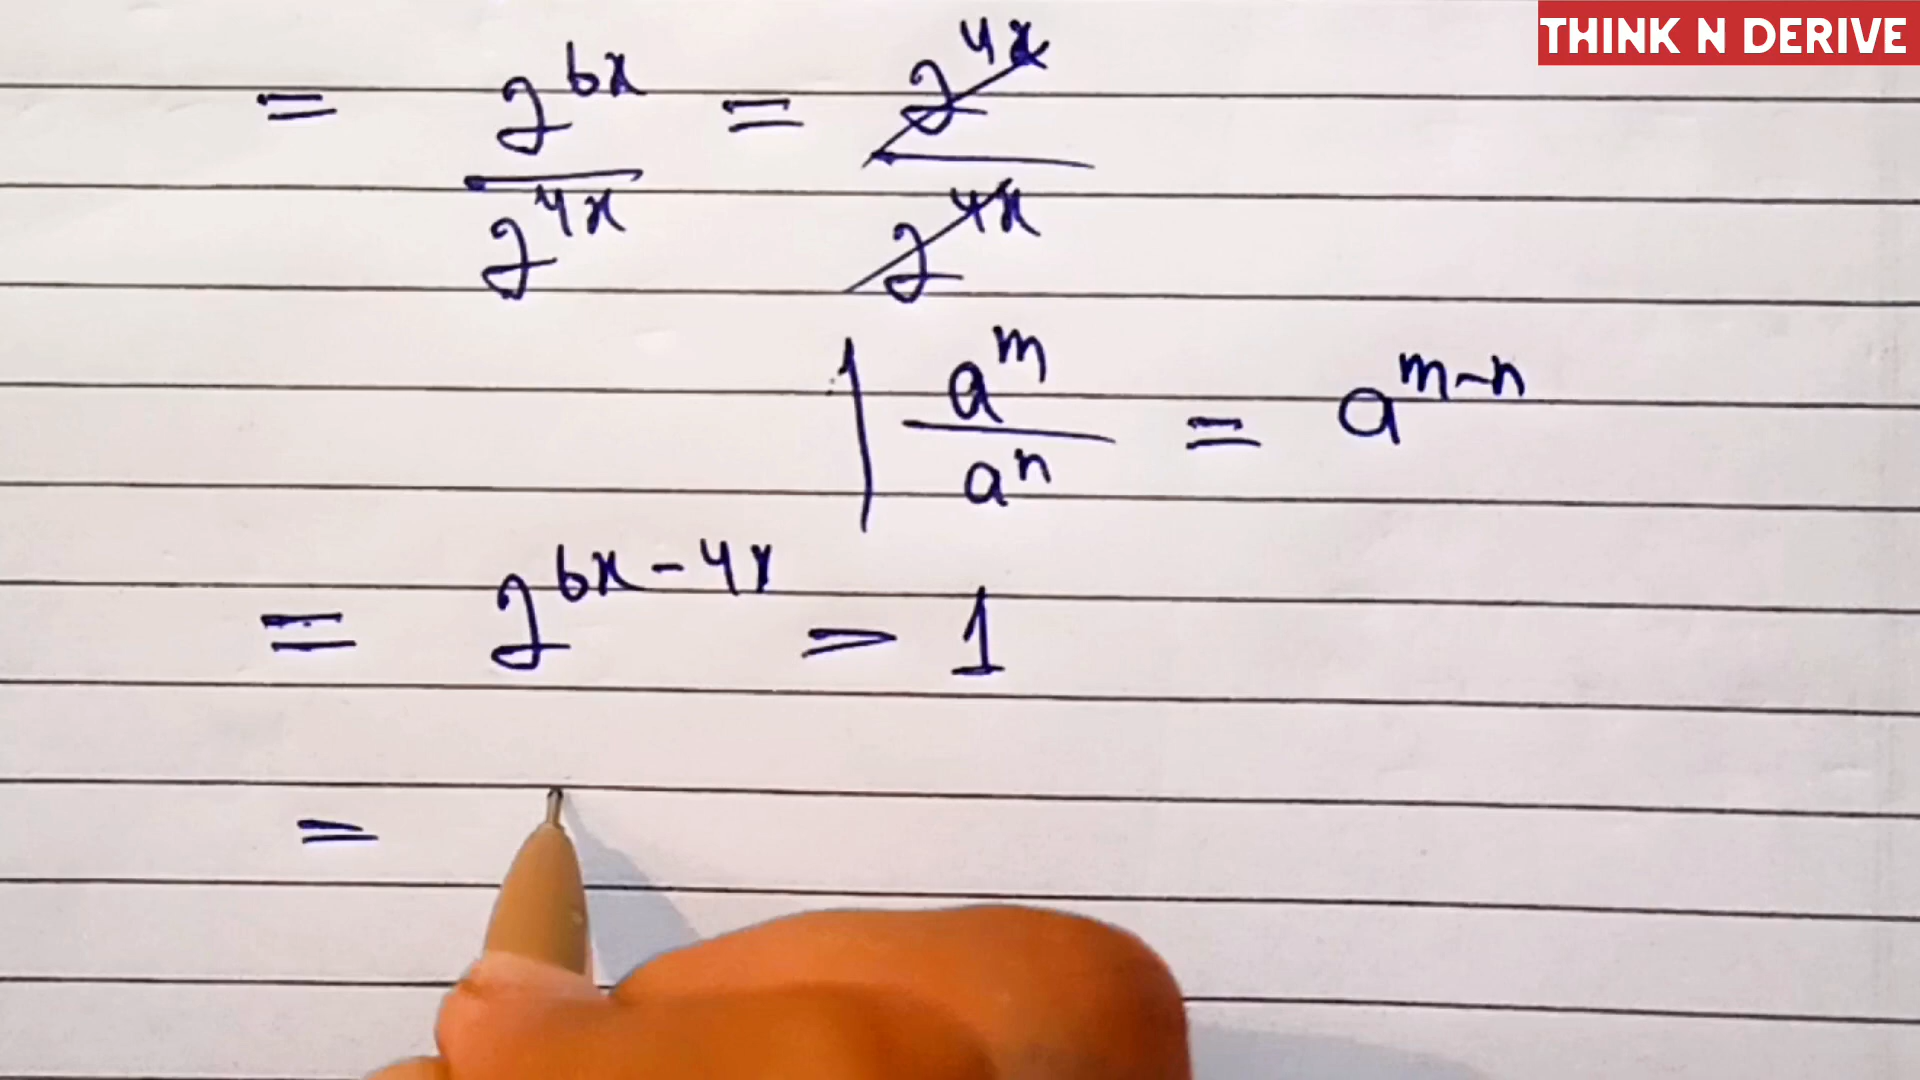 THINK N DERIVE
= 2^{6x} / 2^{4x} = 2^{4x} / 2^{4x}
| a^m / a^n = a^{m-n}
= 2^{6x-4x} = 1
=